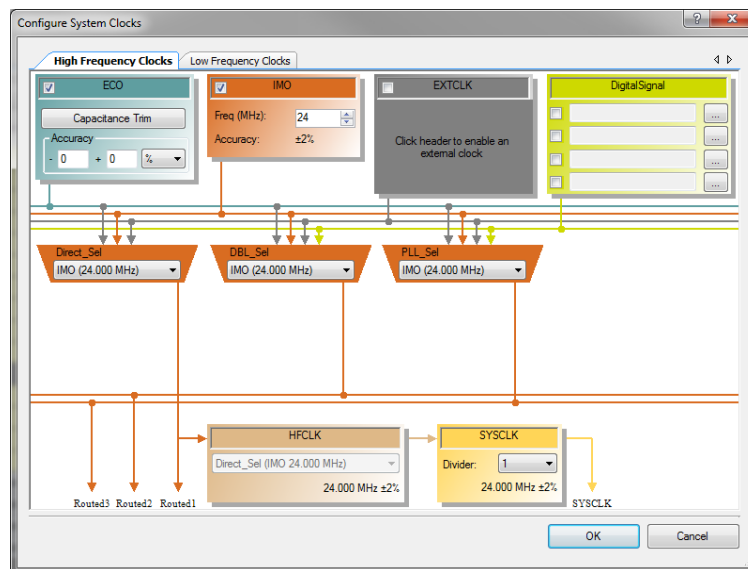 Configure System Clocks
High Frequency Clocks
Low Frequency Clocks
ECO
Capacitance Trim
Accuracy
- 0 + 0 %
IMO
Freq (MHz): 24
Accuracy: ±2%
EXTCLK
Click header to enable an
external clock
DigitalSignal
...
...
...
...
Direct_Sel
IMO (24.000 MHz)
DBL_Sel
IMO (24.000 MHz)
PLL_Sel
IMO (24.000 MHz)
HFCLK
Direct_Sel (IMO 24.000 MHz)
24.000 MHz ±2%
SYSCLK
Divider: 1
24.000 MHz ±2%
Routed3
Routed2
Routed1
SYSCLK
OK
Cancel